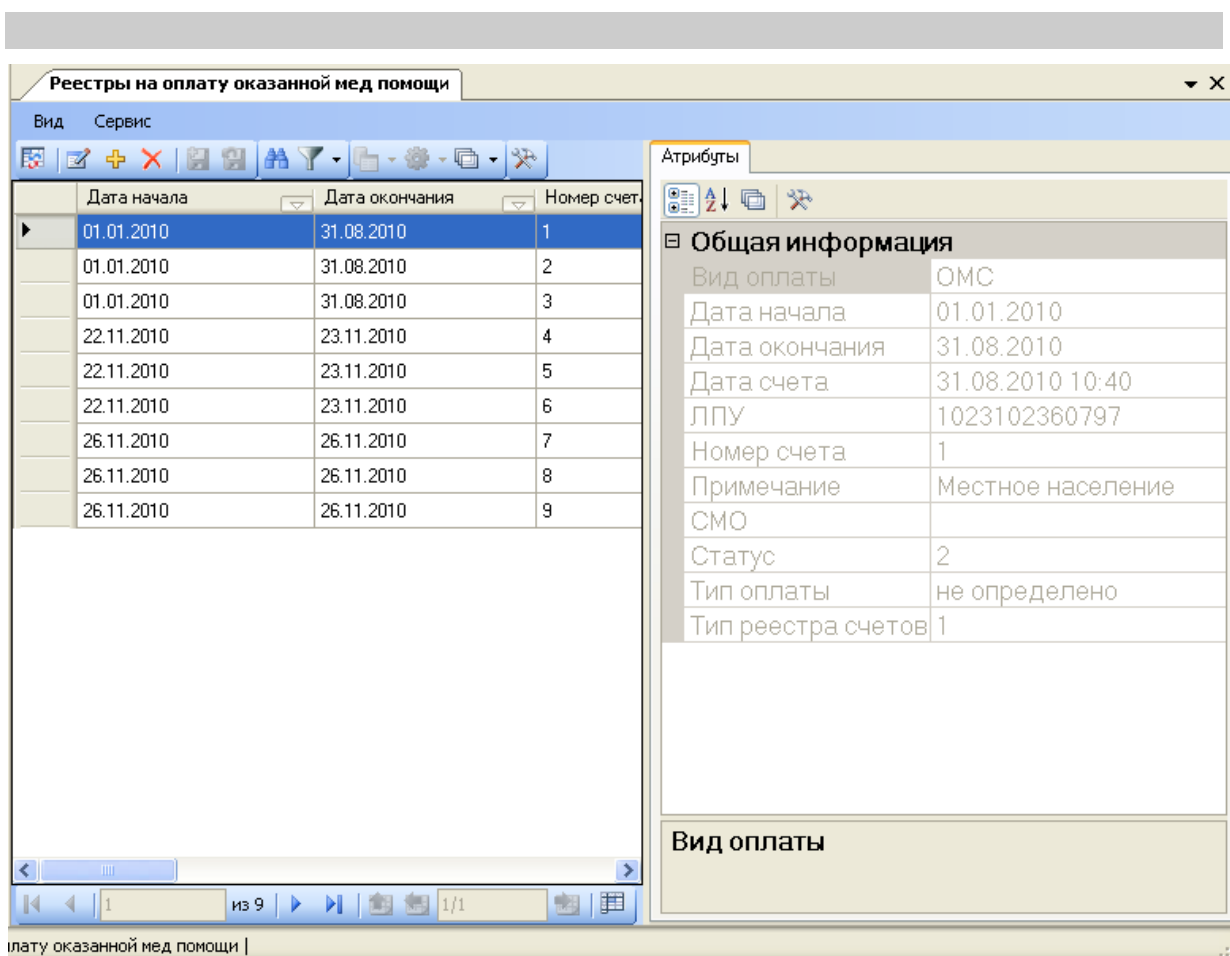 Реестры на оплату оказанной мед помощи
Вид Сервис
Атрибуты
Дата начала Дата окончания Номер счет
01.01.2010 31.08.2010 1
01.01.2010 31.08.2010 2
01.01.2010 31.08.2010 3
22.11.2010 23.11.2010 4
22.11.2010 23.11.2010 5
22.11.2010 23.11.2010 6
26.11.2010 26.11.2010 7
26.11.2010 26.11.2010 8
26.11.2010 26.11.2010 9
Общая информация
Вид оплаты ОМС
Дата начала 01.01.2010
Дата окончания 31.08.2010
Дата счета 31.08.2010 10:40
ЛПУ 1023102360797
Номер счета 1
Примечание Местное население
СМО
Статус 2
Тип оплаты не определено
Тип реестра счетов 1
Вид оплаты
1 из 9 1/1
лату оказанной мед помощи |